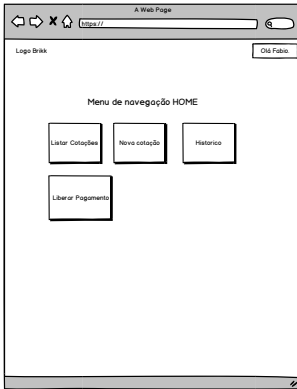 A Web Page
https://
Logo Brikk
Olá Fabio.
Menu de navegação HOME
Listar Cotações
Nova cotação
Historico
Liberar Pagamento